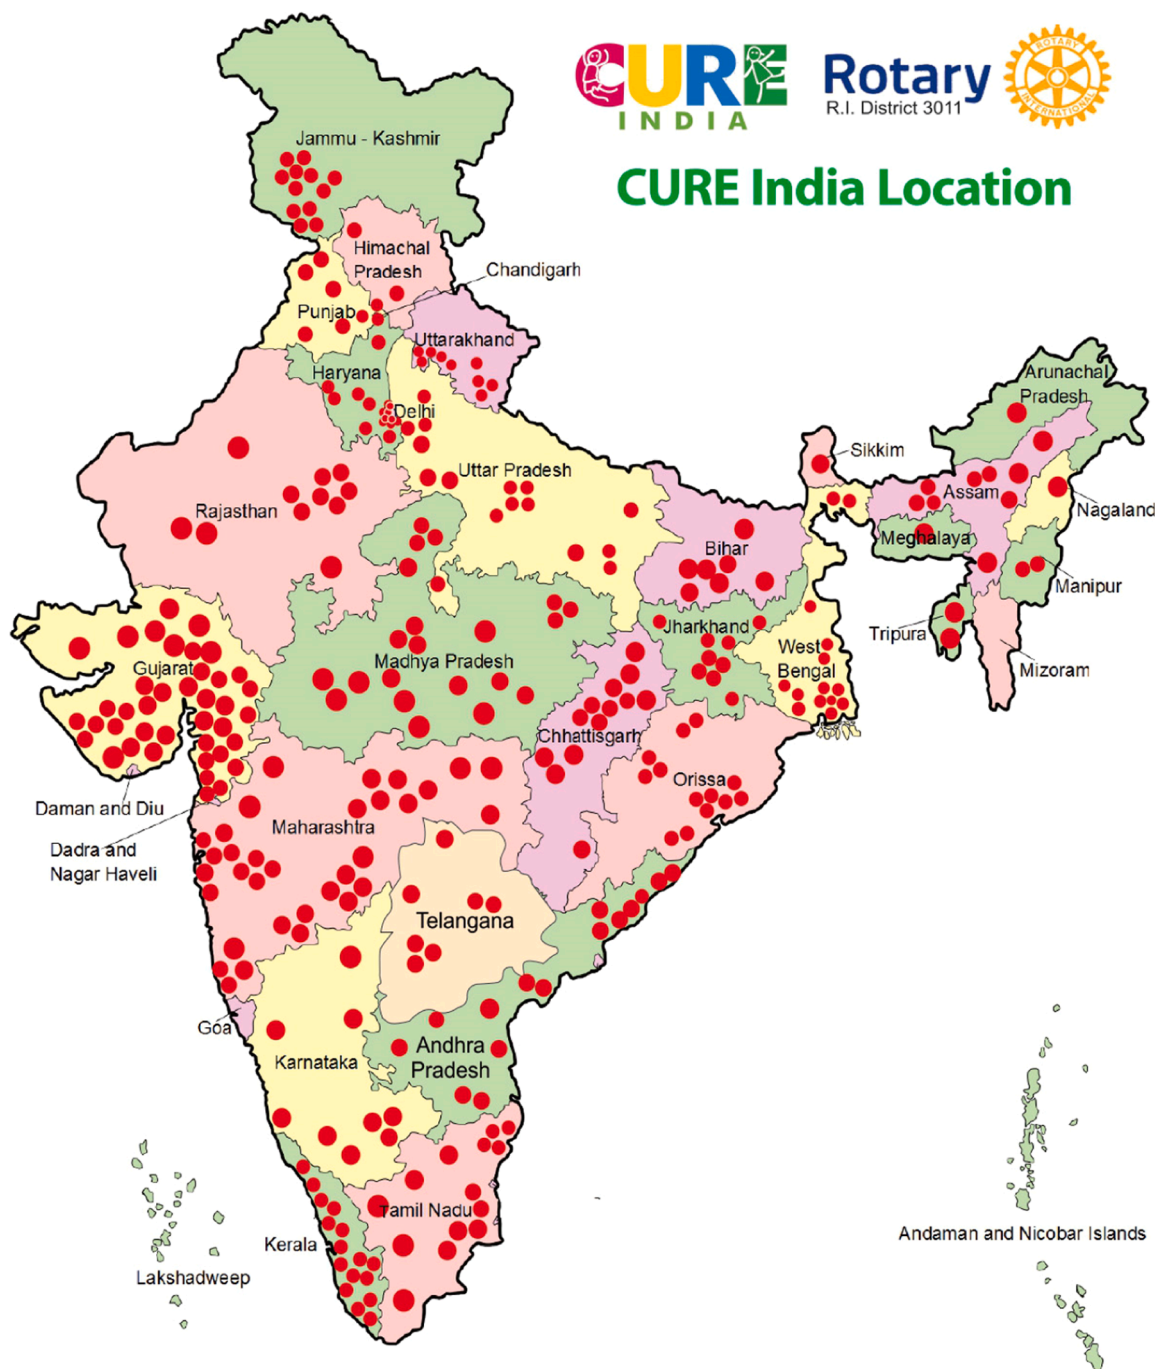 CURE
INDIA
Rotary
R.I. District 3011
ROTARY
INTERNATIONAL
CURE India Location
Jammu - Kashmir
Himachal
Pradesh
Chandigarh
Punjab
Uttarakhand
Haryana
Delhi
Arunachal
Pradesh
Sikkim
Uttar Pradesh
Rajasthan
Assam
Nagaland
Meghalaya
Bihar
Manipur
Jharkhand
Tripura
West
Bengal
Gujarat
Madhya Pradesh
Mizoram
Chhattisgarh
Orissa
Daman and Diu
Maharashtra
Dadra and
Nagar Haveli
Telangana
Goa
Karnataka
Andhra
Pradesh
Tamil Nadu
Kerala
Andaman and Nicobar Islands
Lakshadweep